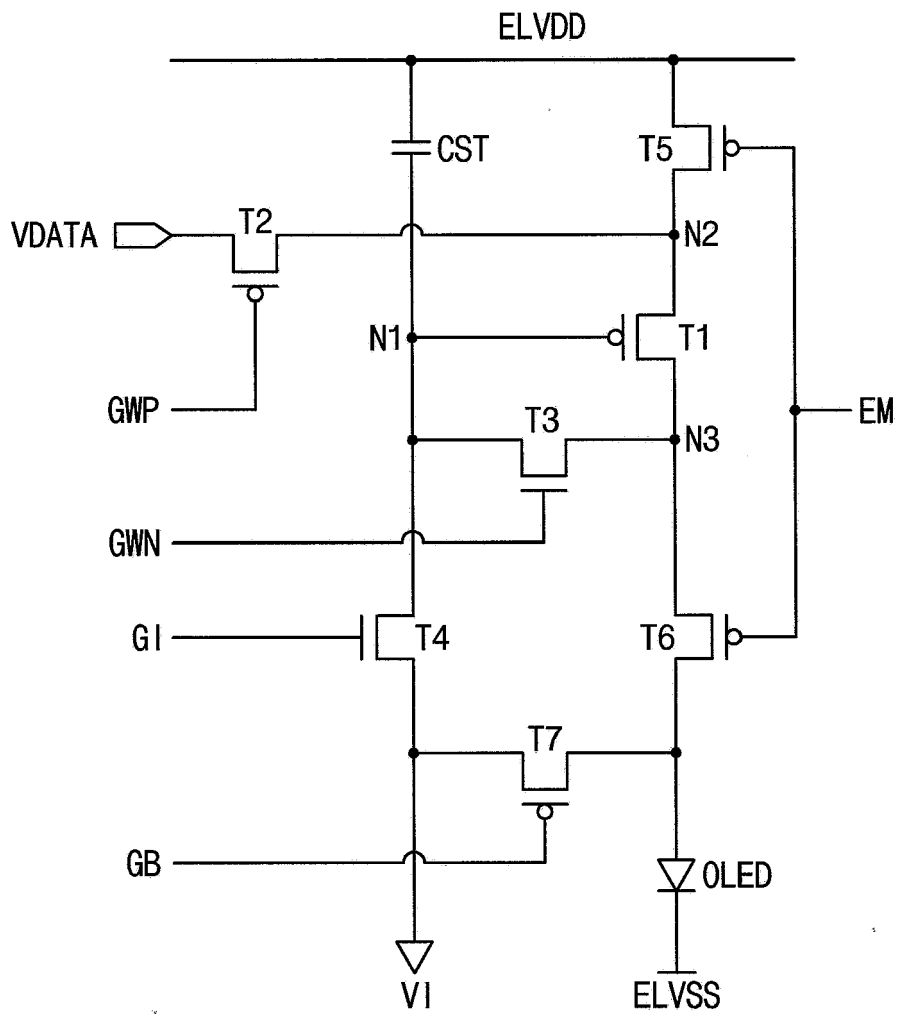 ELVDD
CST
T5
VDATA
T2
N2
N1
T1
GWP
T3
EM
N3
GWN
GI
T4
T6
T7
GB
OLED
VI
ELVSS